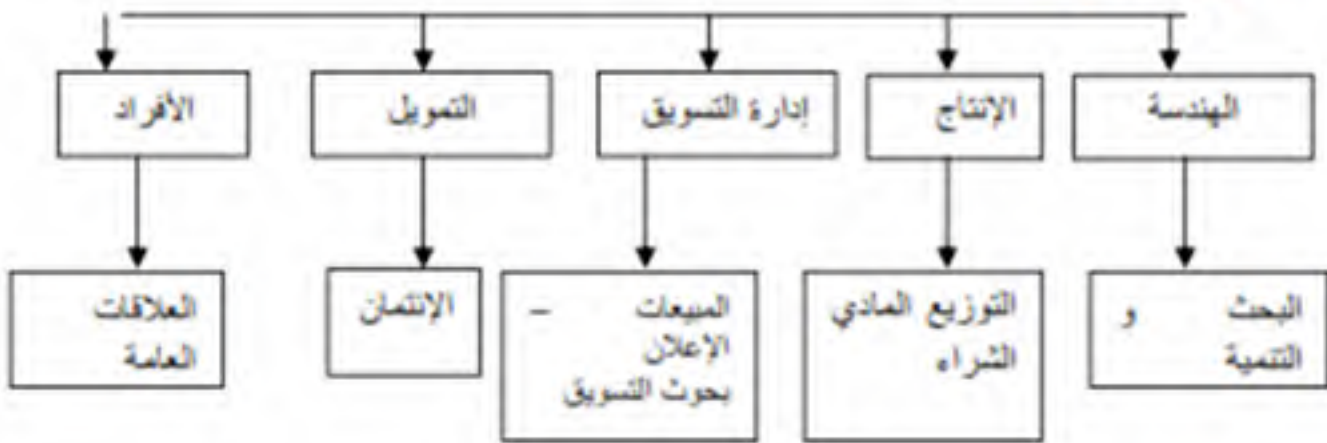 الهندسة
الإنتاج
إدارة التسويق
التمويل
الأفراد
البحث و
التنمية
التوزيع المادي
الشراء
المبيعات –
الإعلان
بحوث التسويق
الإئتمان
العلاقات
العامة